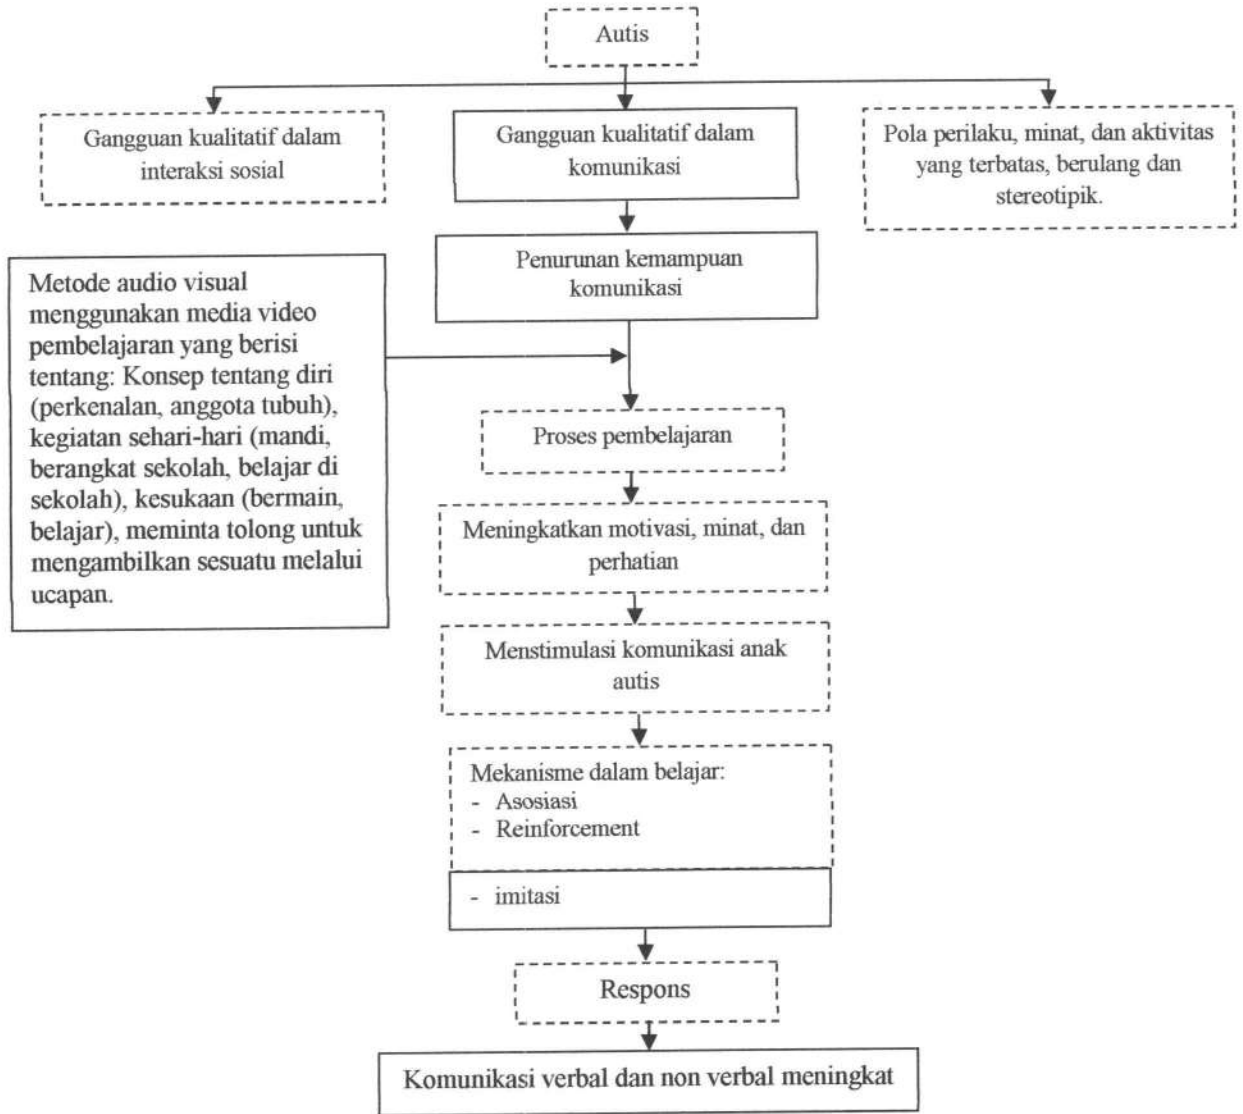 Autis
Gangguan kualitatif dalam
interaksi sosial
Gangguan kualitatif dalam
komunikasi
Pola perilaku, minat, dan aktivitas
yang terbatas, berulang dan
stereotipik.
Penurunan kemampuan
komunikasi
Metode audio visual
menggunakan media video
pembelajaran yang berisi
tentang: Konsep tentang diri
(perkenalan, anggota tubuh),
kegiatan sehari-hari (mandi,
berangkat sekolah, belajar di
sekolah), kesukaan (bermain,
belajar), meminta tolong untuk
mengambilkan sesuatu melalui
ucapan.
Proses pembelajaran
Meningkatkan motivasi, minat, dan
perhatian
Menstimulasi komunikasi anak
autis
Mekanisme dalam belajar:
- Asosiasi
- Reinforcement
- imitasi
Respons
Komunikasi verbal dan non verbal meningkat